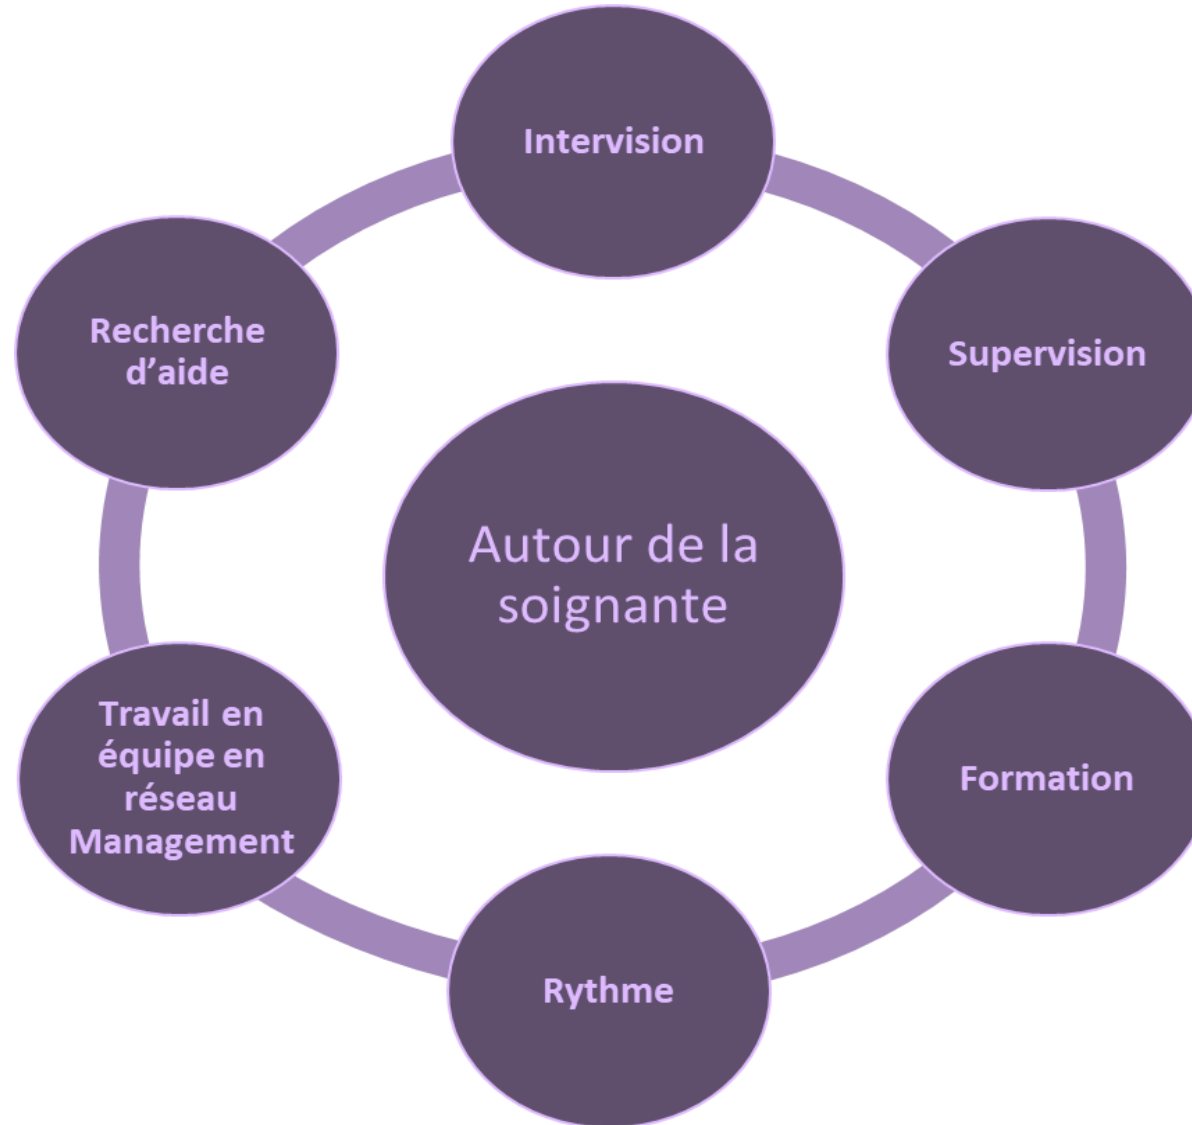 Intervision
Supervision
Formation
Rythme
Travail en
équipe en
réseau
Management
Recherche
d’aide
Autour de la
soignante